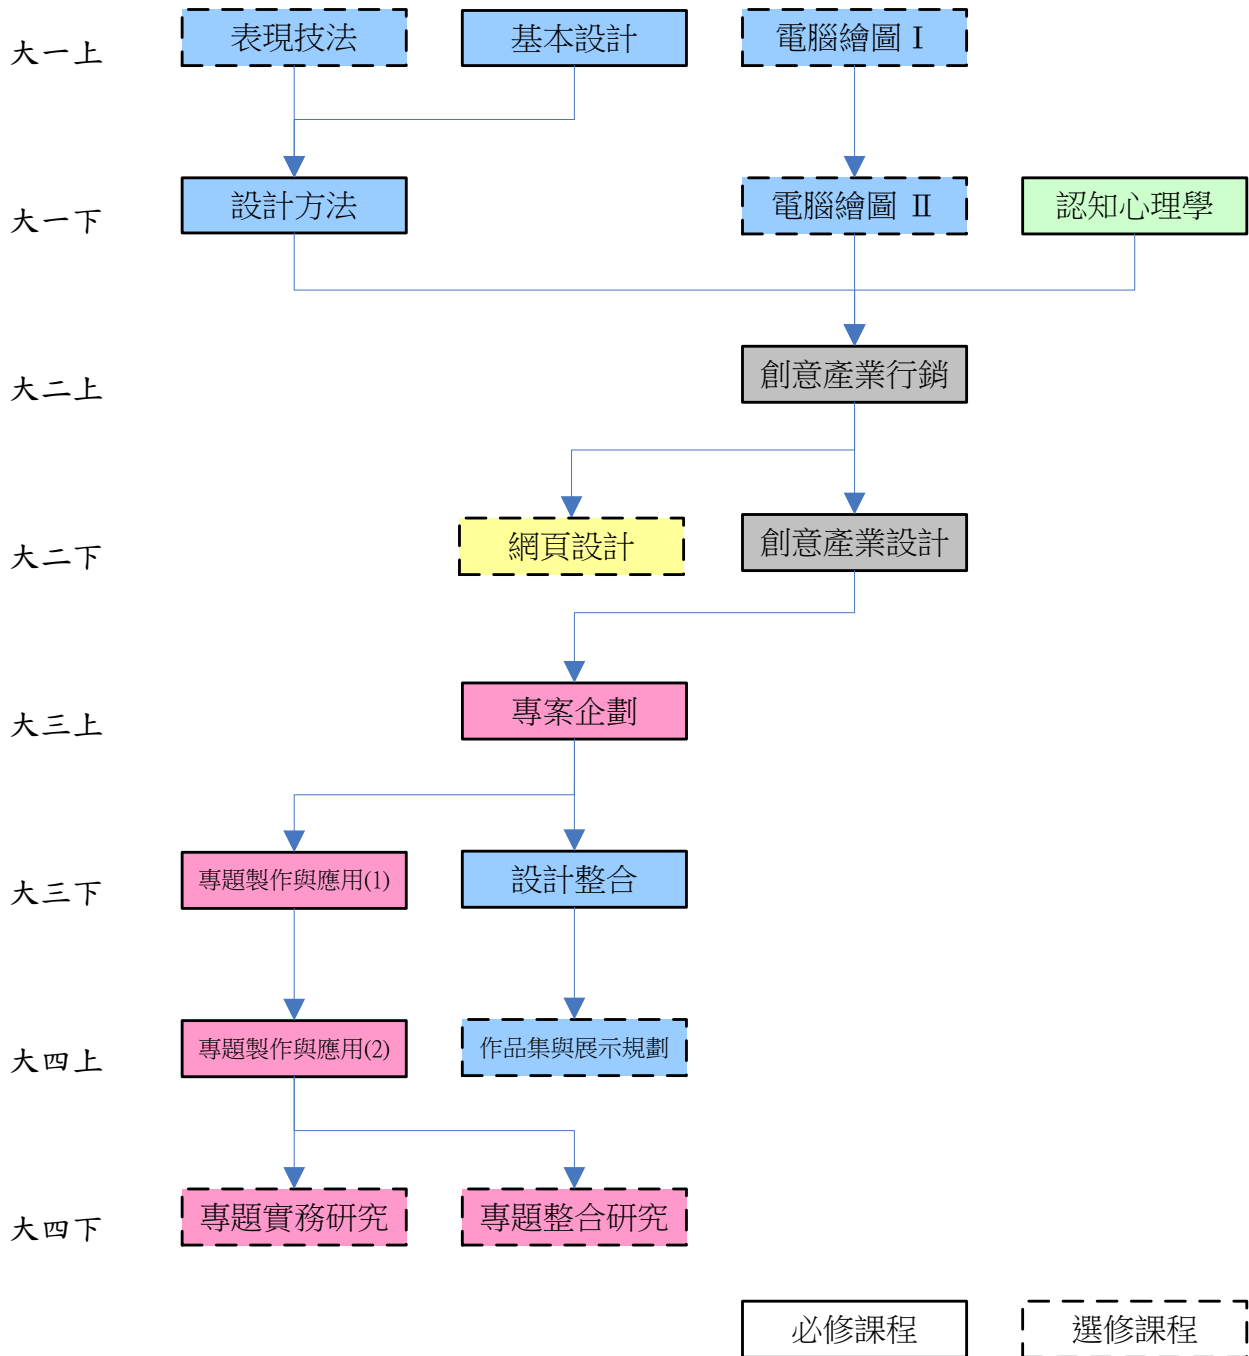 大一上
表現技法
基本設計
電腦繪圖 I
大一下
設計方法
電腦繪圖 II
認知心理學
大二上
創意產業行銷
大二下
網頁設計
創意產業設計
大三上
專案企劃
大三下
專題製作與應用(1)
設計整合
大四上
專題製作與應用(2)
作品集與展示規劃
大四下
專題實務研究
專題整合研究
必修課程
選修課程